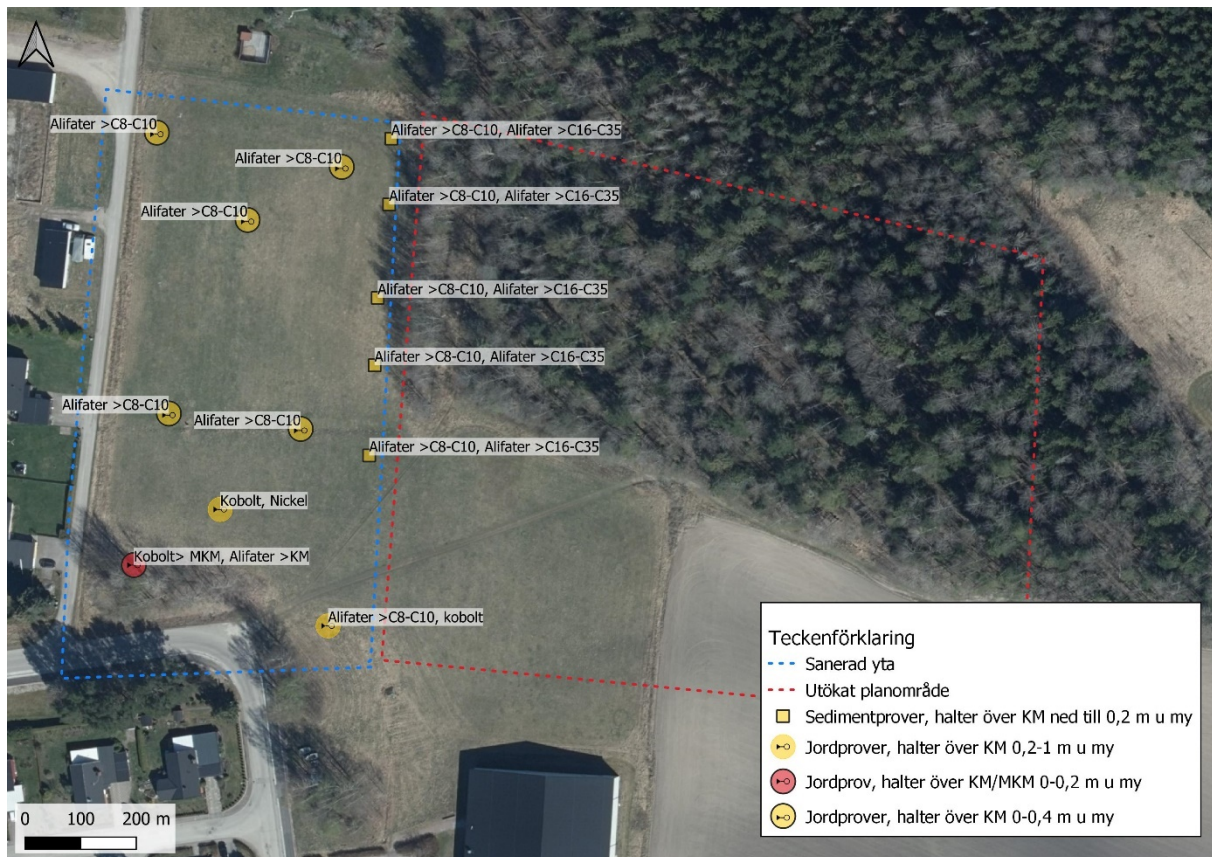 Alifater >C8-C10
Alifater >C8-C10, Alifater >C16-C35
Alifater >C8-C10
Alifater >C8-C10, Alifater >C16-C35
Alifater >C8-C10
Alifater >C8-C10, Alifater >C16-C35
Alifater >C8-C10, Alifater >C16-C35
Alifater >C8-C10
Alifater >C8-C10
Alifater >C8-C10, Alifater >C16-C35
Kobolt, Nickel
Kobolt> MKM, Alifater >KM
Alifater >C8-C10, kobolt
Teckenförklaring
Sanerad yta
Utökat planområde
Sedimentprover, halter över KM ned till 0,2 m u my
Jordprover, halter över KM 0,2-1 m u my
Jordprov, halter över KM/MKM 0-0,2 m u my
Jordprover, halter över KM 0-0,4 m u my
0 100 200 m